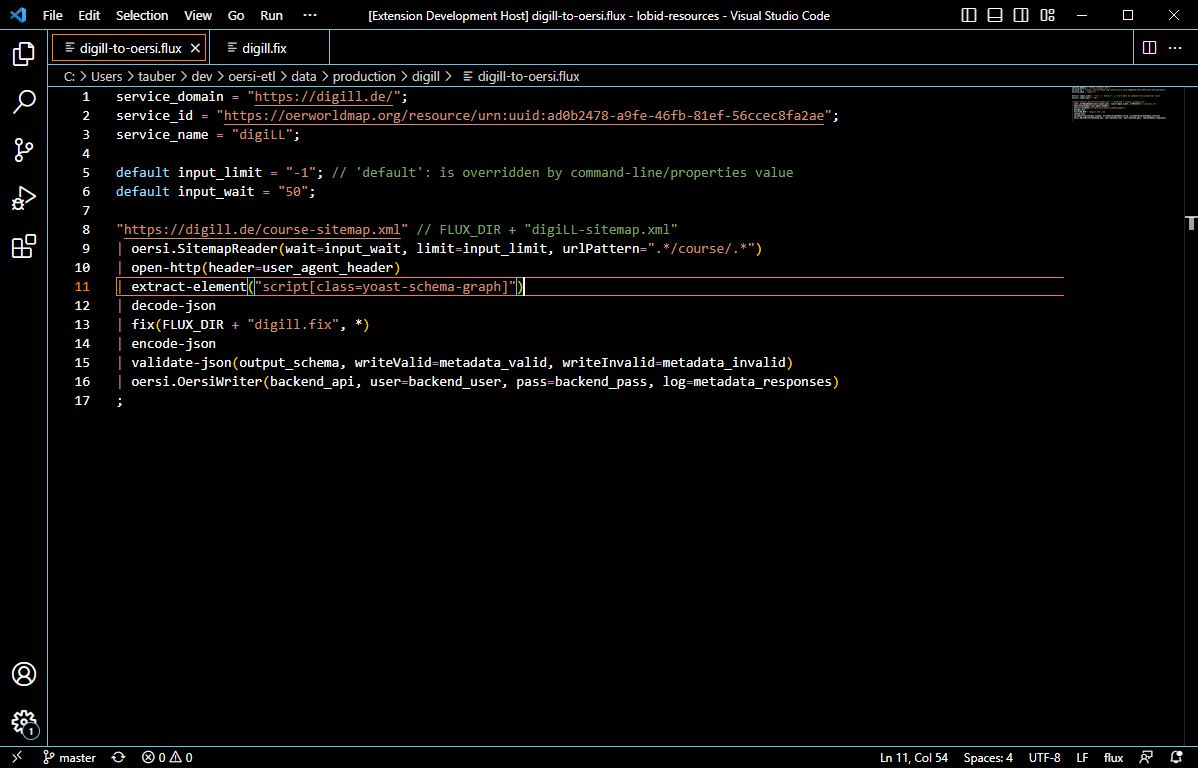 File Edit Selection View Go Run ··· [Extension Development Host] digill-to-oersi.flux - lobid-resources - Visual Studio Code
digill-to-oersi.flux digill.fix
C: > Users > tauber > dev > oersi-etl > data > production > digill > digill-to-oersi.flux
1 service_domain = "https://digill.de/";
2 service_id = "https://oerworldmap.org/resource/urn:uuid:ad0b2478-a9fe-46f1-81ef-56ccec8fa2ae";
3 service_name = "digiLL";
4
5 default input_limit = "-1"; // 'default': is overridden by command-line/properties value
6 default input_wait = "50";
7
8 "https://digill.de/course-sitemap.xml" // FLUX_DIR + "digiLL-sitemap.xml"
9 | oersi.SitemapReader(wait=input_wait, limit=input_limit, urlPattern=".*/course/.*")
10 | open-http(header=user_agent_header)
11 | extract-element("script[class=yoast-schema-graph]")
12 | decode-json
13 | fix(FLUX_DIR + "digill.fix", *)
14 | encode-json
15 | validate-json(output_schema, writeValid=metadata_valid, writeInvalid=metadata_invalid)
16 | oersi.OersiWriter(backend_api, user=backend_user, pass=backend_pass, log=metadata_responses)
17 ;
1
master 0 0 Ln 11, Col 54 Spaces: 4 UTF-8 LF flux